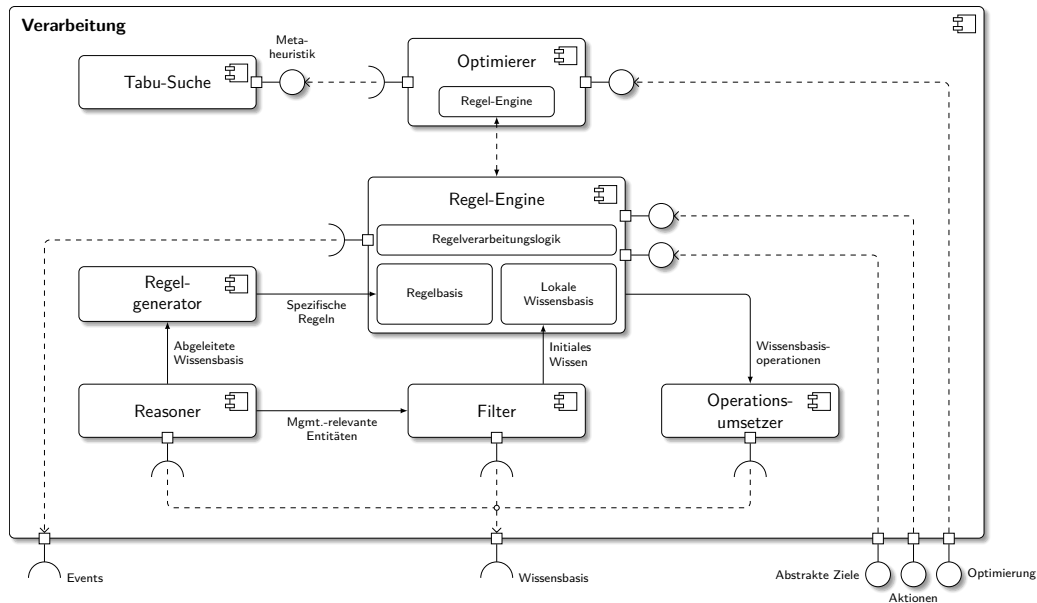 Verarbeitung
Meta-
heuristik
Tabu-Suche
Optimierer
Regel-Engine
Regel-Engine
Regelverarbeitungslogik
Regelbasis
Lokale
Wissensbasis
Regel-
generator
Spezifische
Regeln
Abgeleitete
Wissensbasis
Initiales
Wissen
Wissensbasis-
operationen
Reasoner
Mgmt.-relevante
Entitäten
Filter
Operations-
umsetzer
Events
Wissensbasis
Abstrakte Ziele
Aktionen
Optimierung